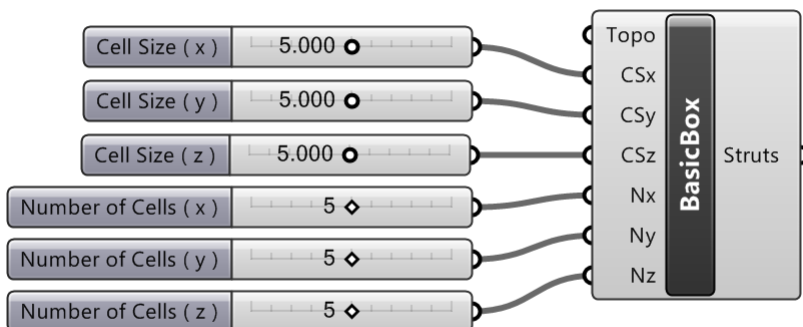 Cell Size ( x ) 5.000
Cell Size ( y ) 5.000
Cell Size ( z ) 5.000
Number of Cells ( x ) 5
Number of Cells ( y ) 5
Number of Cells ( z ) 5
Topo
CSx
CSy
CSz
Nx
Ny
Nz
BasicBox
Struts